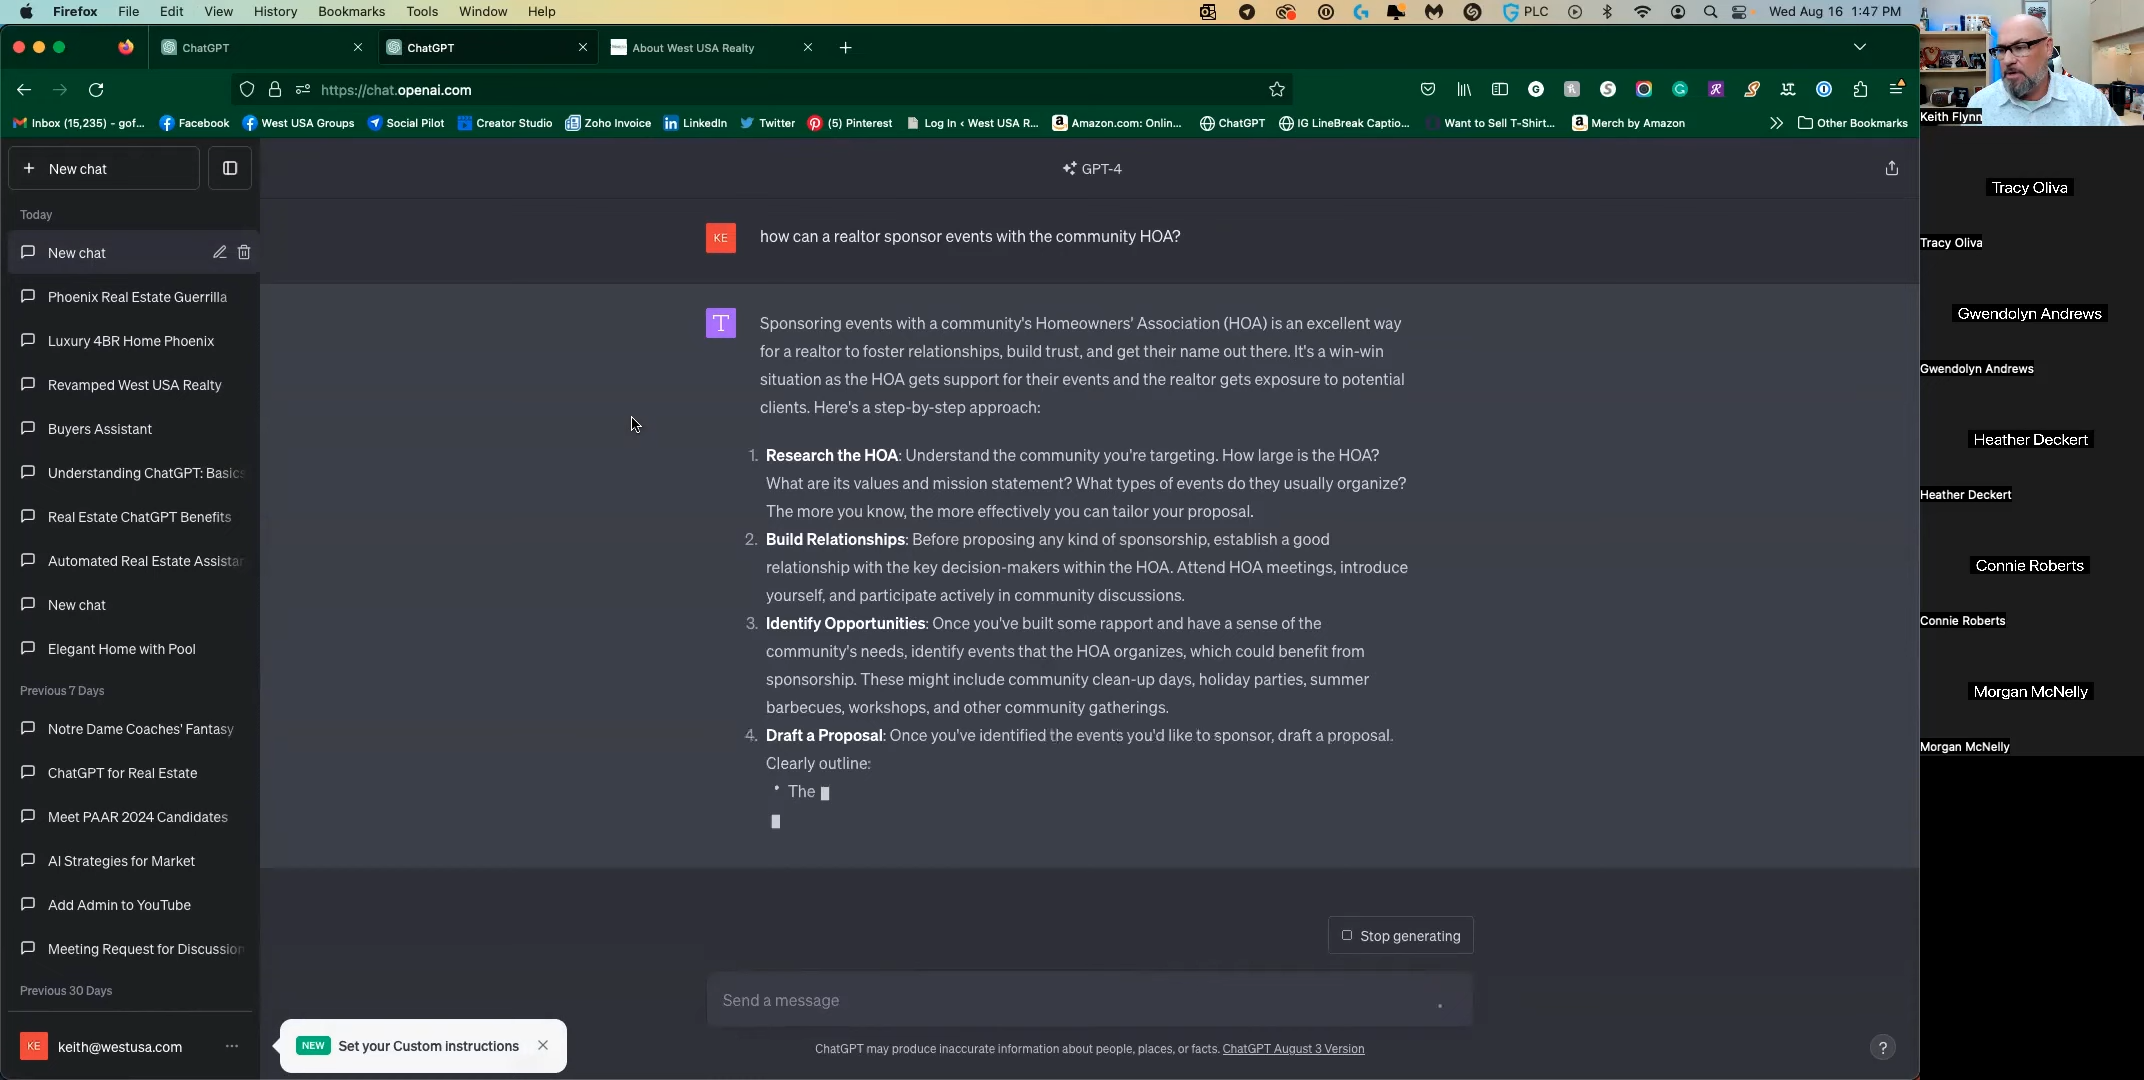 Firefox File Edit View History Bookmarks Tools Window Help PLC Wed Aug 16 1:47 PM
ChatGPT ChatGPT About West USA Realty
https://chat.openai.com
Inbox (15,235) - gof... Facebook West USA Groups Social Pilot Creator Studio Zoho Invoice LinkedIn Twitter (5) Pinterest Log In ‹ West USA R... Amazon.com: Onlin... ChatGPT IG LineBreak Captio... Want to Sell T-Shirt... Merch by Amazon Other Bookmarks
New chat
GPT-4
Today
New chat
Phoenix Real Estate Guerrilla
Luxury 4BR Home Phoenix
Revamped West USA Realty
Buyers Assistant
Understanding ChatGPT: Basics
Real Estate ChatGPT Benefits
Automated Real Estate Assistan
New chat
Elegant Home with Pool
Previous 7 Days
Notre Dame Coaches' Fantasy
ChatGPT for Real Estate
Meet PAAR 2024 Candidates
AI Strategies for Market
Add Admin to YouTube
Meeting Request for Discussion
Previous 30 Days
KE keith@westusa.com
NEW Set your Custom instructions
KE how can a realtor sponsor events with the community HOA?
T Sponsoring events with a community's Homeowners' Association (HOA) is an excellent way
for a realtor to foster relationships, build trust, and get their name out there. It's a win-win
situation as the HOA gets support for their events and the realtor gets exposure to potential
clients. Here's a step-by-step approach:
1. Research the HOA: Understand the community you're targeting. How large is the HOA?
What are its values and mission statement? What types of events do they usually organize?
The more you know, the more effectively you can tailor your proposal.
2. Build Relationships: Before proposing any kind of sponsorship, establish a good
relationship with the key decision-makers within the HOA. Attend HOA meetings, introduce
yourself, and participate actively in community discussions.
3. Identify Opportunities: Once you've built some rapport and have a sense of the
community's needs, identify events that the HOA organizes, which could benefit from
sponsorship. These might include community clean-up days, holiday parties, summer
barbecues, workshops, and other community gatherings.
4. Draft a Proposal: Once you've identified the events you'd like to sponsor, draft a proposal.
Clearly outline:
• The
Stop generating
Send a message
ChatGPT may produce inaccurate information about people, places, or facts. ChatGPT August 3 Version
?
Keith Flynn
Tracy Oliva
Tracy Oliva
Gwendolyn Andrews
Gwendolyn Andrews
Heather Deckert
Heather Deckert
Connie Roberts
Connie Roberts
Morgan McNelly
Morgan McNelly